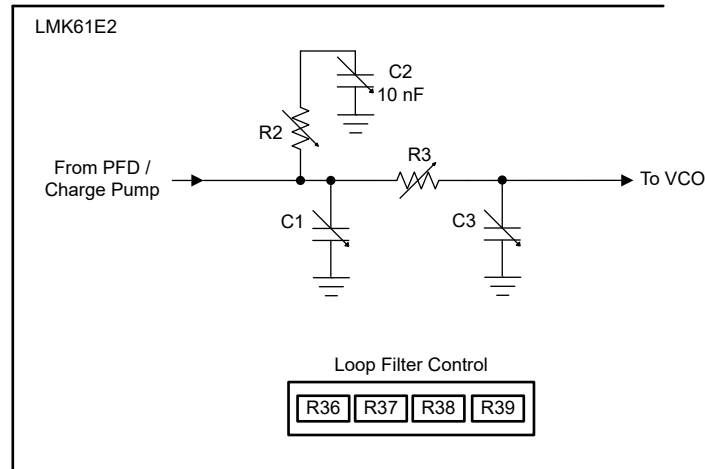 LMK61E2
C2
10 nF
R2
R3
From PFD /
Charge Pump
To VCO
C1
C3
Loop Filter Control
R36 R37 R38 R39